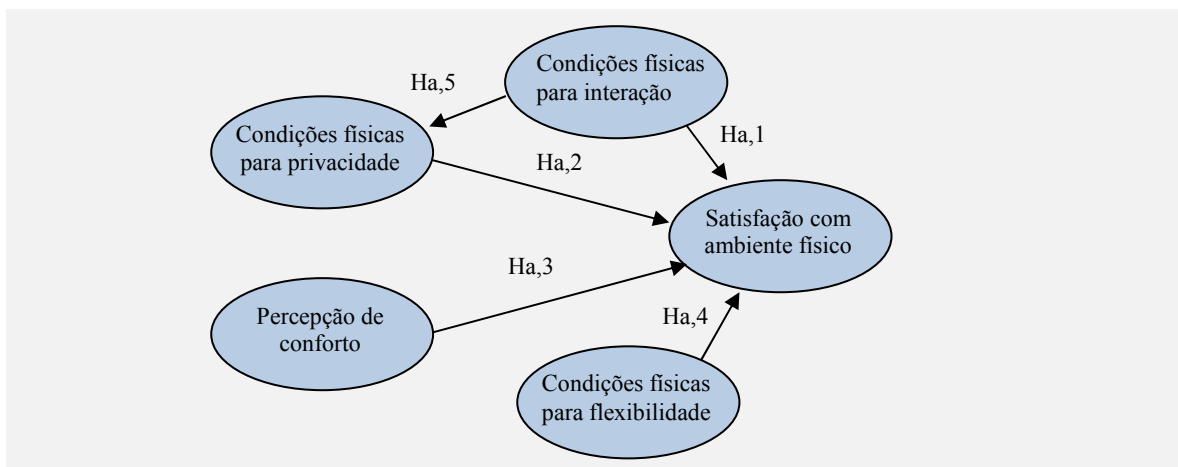 Condições físicas
para interação
Ha,5
Condições físicas
para privacidade
Ha,1
Ha,2
Satisfação com
ambiente físico
Ha,3
Percepção de
conforto
Ha,4
Condições físicas
para flexibilidade